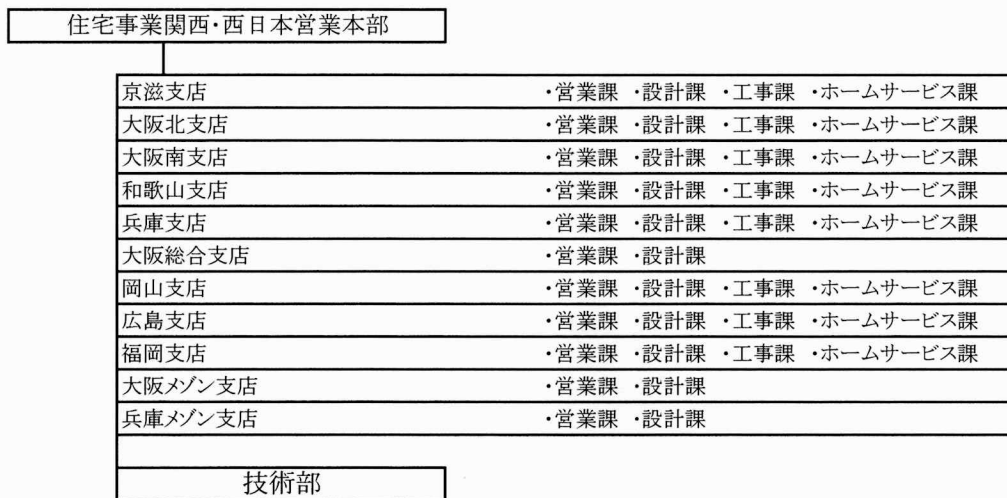 住宅事業関西・西日本営業本部
京滋支店 ・営業課 ・設計課 ・工事課 ・ホームサービス課
大阪北支店 ・営業課 ・設計課 ・工事課 ・ホームサービス課
大阪南支店 ・営業課 ・設計課 ・工事課 ・ホームサービス課
和歌山支店 ・営業課 ・設計課 ・工事課 ・ホームサービス課
兵庫支店 ・営業課 ・設計課 ・工事課 ・ホームサービス課
大阪総合支店 ・営業課 ・設計課
岡山支店 ・営業課 ・設計課 ・工事課 ・ホームサービス課
広島支店 ・営業課 ・設計課 ・工事課 ・ホームサービス課
福岡支店 ・営業課 ・設計課 ・工事課 ・ホームサービス課
大阪メゾン支店 ・営業課 ・設計課
兵庫メゾン支店 ・営業課 ・設計課
技術部